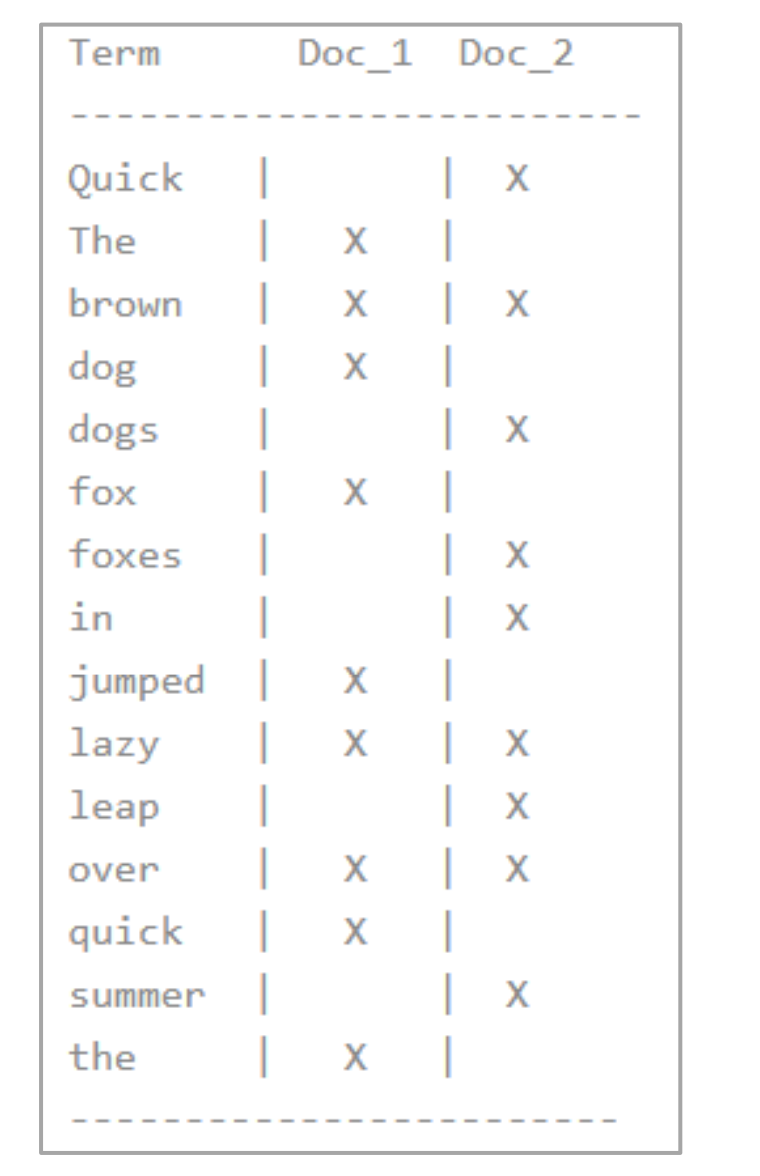 Term      Doc_1  Doc_2
-------------------------
Quick   |       |  X
The     |   X   |
brown   |   X   |  X
dog     |   X   |
dogs    |       |  X
fox     |   X   |
foxes   |       |  X
in      |       |  X
jumped  |   X   |
lazy    |   X   |  X
leap    |       |  X
over    |   X   |  X
quick   |   X   |
summer  |       |  X
the     |   X   |
------------------------